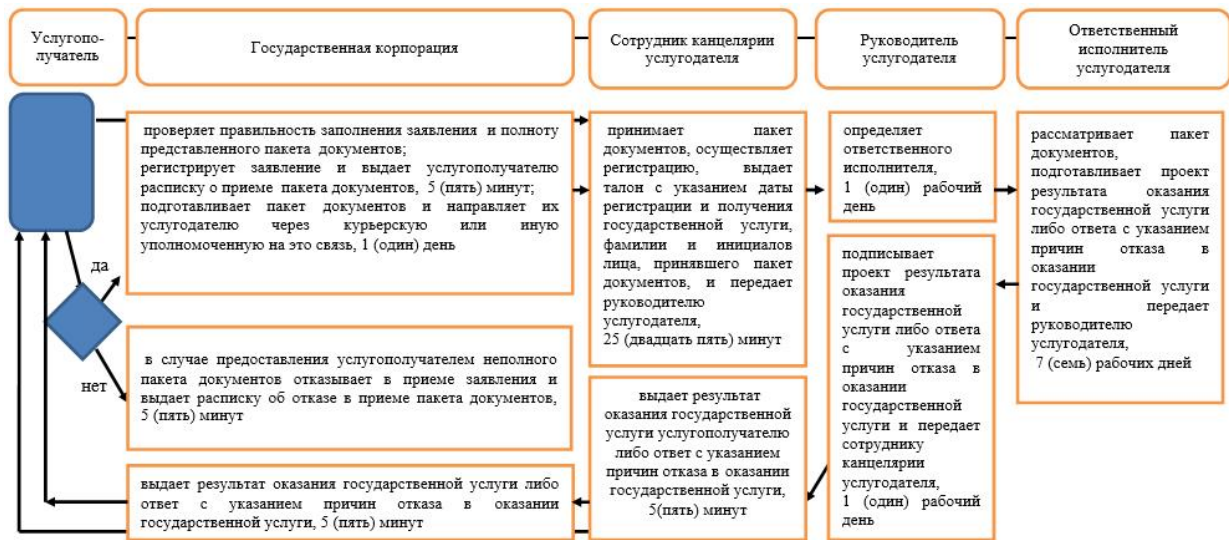 Услугопо-
лучатель
Государственная корпорация
Сотрудник канцелярии
услугодателя
Руководитель
услугодателя
Ответственный
исполнитель
услугодателя
проверяет правильность заполнения заявления и полноту
представленного пакета документов;
регистрирует заявление и выдает услугополучателю
расписку о приеме пакета документов, 5 (пять) минут;
подготавливает пакет документов и направляет их
услугодателю через курьерскую или иную
уполномоченную на это связь, 1 (один) день
да
нет
в случае предоставления услугополучателем неполного
пакета документов отказывает в приеме заявления и
выдает расписку об отказе в приеме пакета документов,
5 (пять) минут
выдает результат оказания государственной услуги либо
ответ с указанием причин отказа в оказании
государственной услуги, 5 (пять) минут
принимает пакет
документов, осуществляет
регистрацию, выдает
талон с указанием даты
регистрации и получения
государственной услуги,
фамилии и инициалов
лица, принявшего пакет
документов, и передает
руководителю
услугодателя,
25 (двадцать пять) минут
выдает результат
оказания государственной
услуги услугополучателю
либо ответ с указанием
причин отказа в оказании
государственной услуги,
5(пять) минут
определяет
ответственного
исполнителя,
1 (один) рабочий
день
подписывает
проект результата
оказания
государственной
услуги либо ответа
с указанием
причин отказа в
оказании
государственной
услуги и передает
сотруднику
канцелярии
услугодателя,
1 (один) рабочий
день
рассматривает пакет
документов,
подготавливает проект
результата оказания
государственной услуги
либо ответа с указанием
причин отказа в
оказании
государственной услуги
и передает
руководителю
услугодателя,
7 (семь) рабочих дней